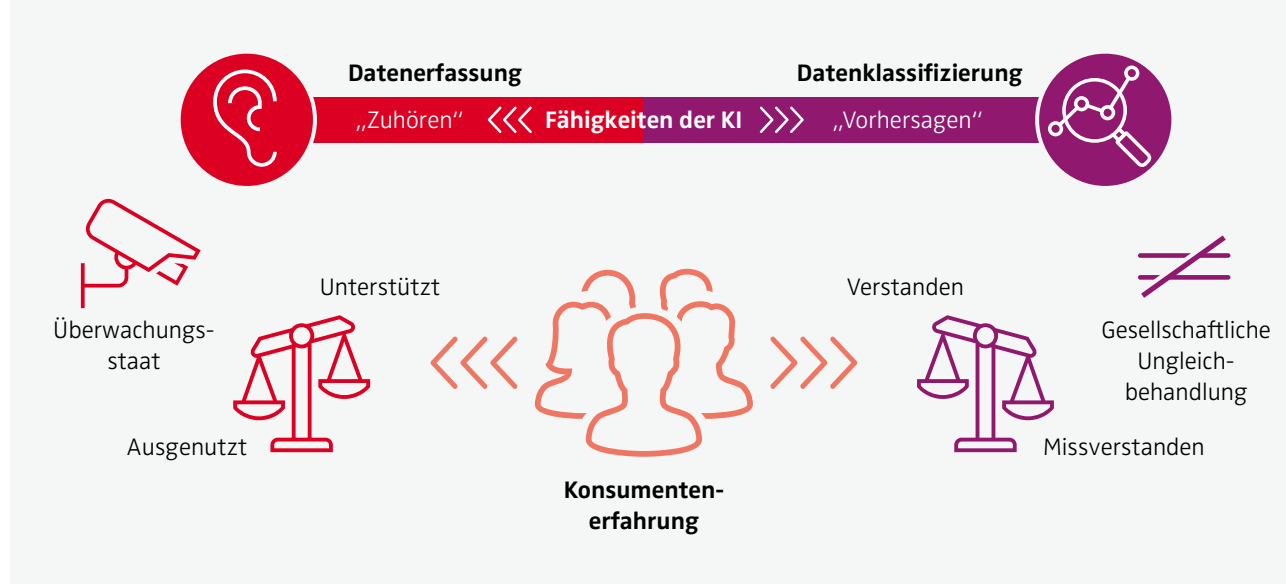 Datenerfassung
Datenklassifizierung
„Zuhören“ Fähigkeiten der KI „Vorhersagen“
Überwachungs-
staat
Unterstützt
Ausgenutzt
Konsumenten-
erfahrung
Verstanden
Missverstanden
Gesellschaftliche
Ungleich-
behandlung